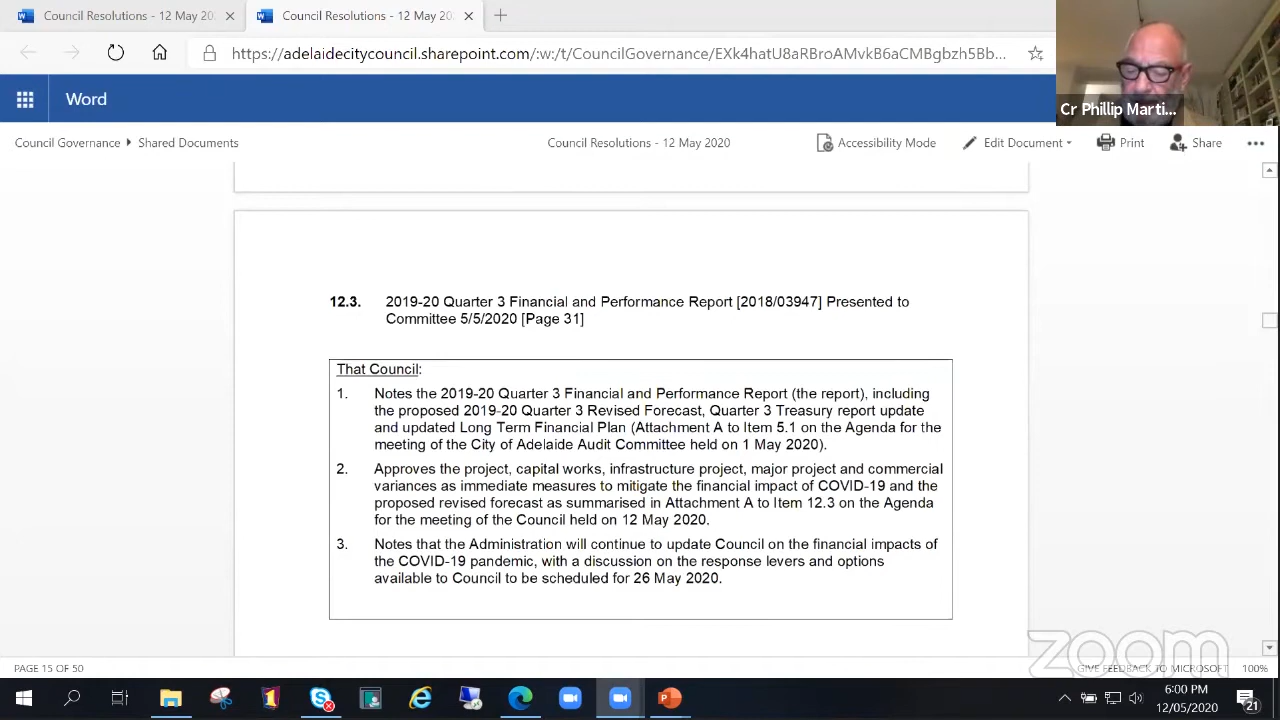 Council Resolutions - 12 May 202
Council Resolutions - 12 May 202
https://adelaidecitycouncil.sharepoint.com/:w:/t/CouncilGovernance/EXk4hatU8aRBroAMvkB6aCMBgbzh5Bb...
Cr Phillip Marti...
Word
Council Governance
Shared Documents
Council Resolutions - 12 May 2020
Accessibility Mode
Edit Document
Print
Share
12.3. 2019-20 Quarter 3 Financial and Performance Report [2018/03947] Presented to
Committee 5/5/2020 [Page 31]
That Council:
1. Notes the 2019-20 Quarter 3 Financial and Performance Report (the report), including
the proposed 2019-20 Quarter 3 Revised Forecast, Quarter 3 Treasury report update
and updated Long Term Financial Plan (Attachment A to Item 5.1 on the Agenda for the
meeting of the City of Adelaide Audit Committee held on 1 May 2020).
2. Approves the project, capital works, infrastructure project, major project and commercial
variances as immediate measures to mitigate the financial impact of COVID-19 and the
proposed revised forecast as summarised in Attachment A to Item 12.3 on the Agenda
for the meeting of the Council held on 12 May 2020.
3. Notes that the Administration will continue to update Council on the financial impacts of
the COVID-19 pandemic, with a discussion on the response levers and options
available to Council to be scheduled for 26 May 2020.
zoom
PAGE 15 OF 50
GIVE FEEDBACK TO MICROSOFT
100%
6:00 PM
12/05/2020
21